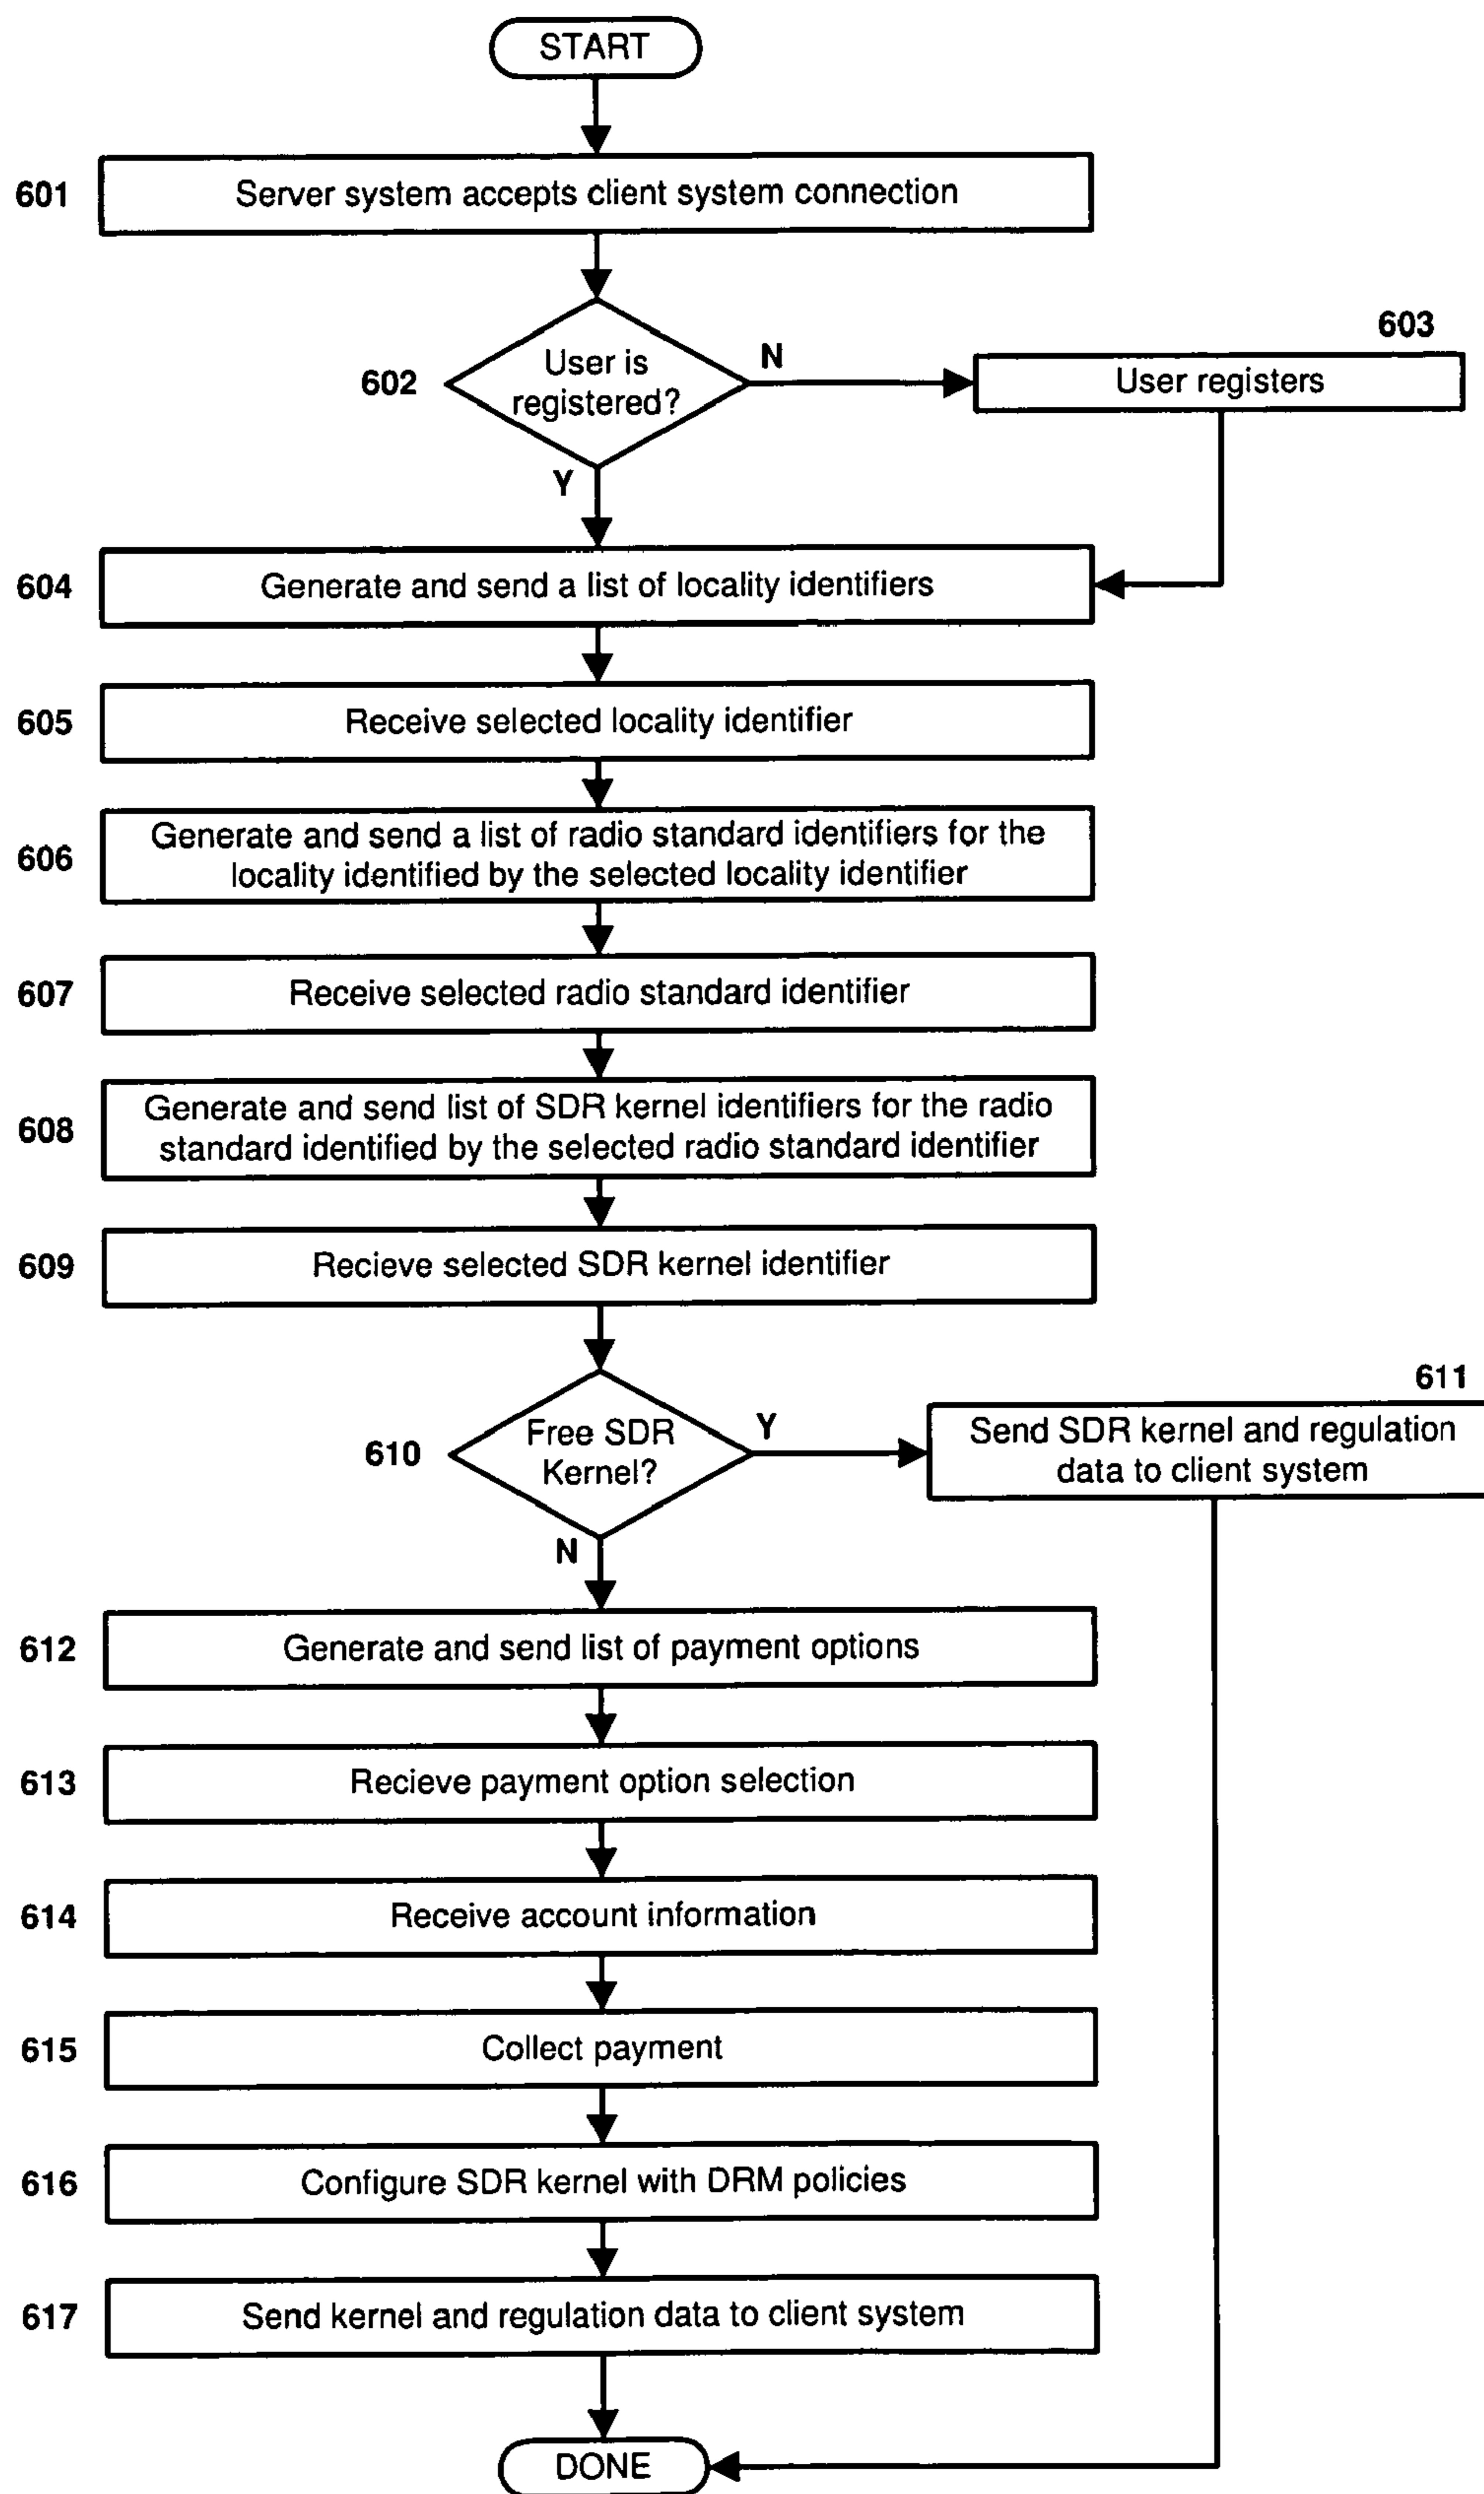 START
601
Server system accepts client system connection
602
User is
registered?
N
Y
603
User registers
604
Generate and send a list of locality identifiers
605
Receive selected locality identifier
606
Generate and send a list of radio standard identifiers for the
locality identified by the selected locality identifier
607
Receive selected radio standard identifier
608
Generate and send list of SDR kernel identifiers for the radio
standard identified by the selected radio standard identifier
609
Recieve selected SDR kernel identifier
610
Free SDR
Kernel?
Y
N
611
Send SDR kernel and regulation
data to client system
612
Generate and send list of payment options
613
Recieve payment option selection
614
Receive account information
615
Collect payment
616
Configure SDR kernel with DRM policies
617
Send kernel and regulation data to client system
DONE